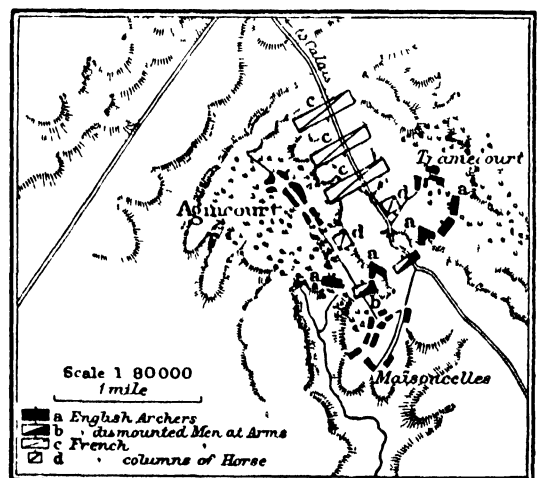 to Calais
c
c
c
Tramecourt
d
a
Agincourt
d
a
a
a
b
Maisoncelles
Scale 1 80000
1 mile
a English Archers
b " dismounted Men at Arms
c French "
d " columns of Horse